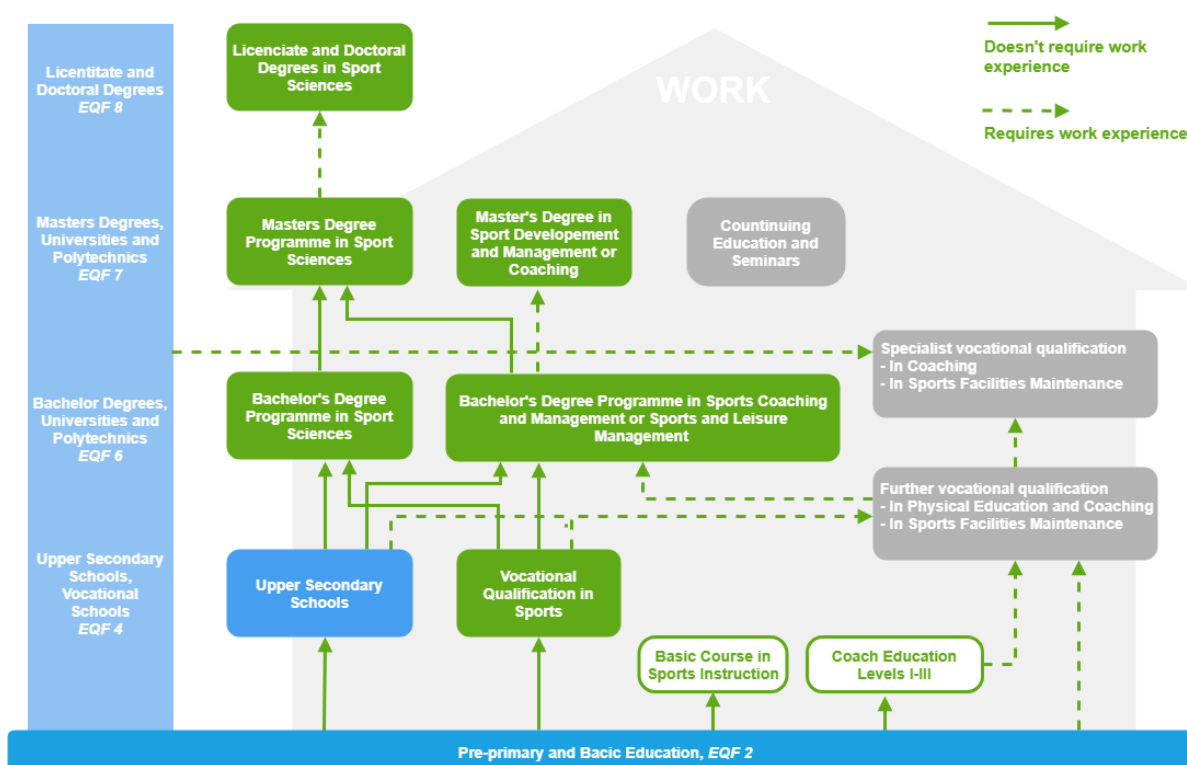 Licentitate and
Doctoral Degrees
EQF 8
Masters Degrees,
Universities and
Polytechnics
EQF 7
Bachelor Degrees,
Universities and
Polytechnics
EQF 6
Upper Secondary
Schools,
Vocational
Schools
EQF 4
Licenciate and Doctoral
Degrees in Sport
Sciences
WORK
Doesn't require work
experience
Requires work experience
Masters Degree
Programme in Sport
Sciences
Master's Degree in
Sport Developement
and Management or
Coaching
Countinuing
Education and
Seminars
Specialist vocational qualification
- In Coaching
- In Sports Facilities Maintenance
Bachelor's Degree
Programme in Sport
Sciences
Bachelor's Degree Programme in Sports Coaching
and Management or Sports and Leisure
Management
Further vocational qualification
- In Physical Education and Coaching
- In Sports Facilities Maintenance
Upper Secondary
Schools
Vocational
Qualification in
Sports
Basic Course in
Sports Instruction
Coach Education
Levels I-III
Pre-primary and Bacic Education, EQF 2